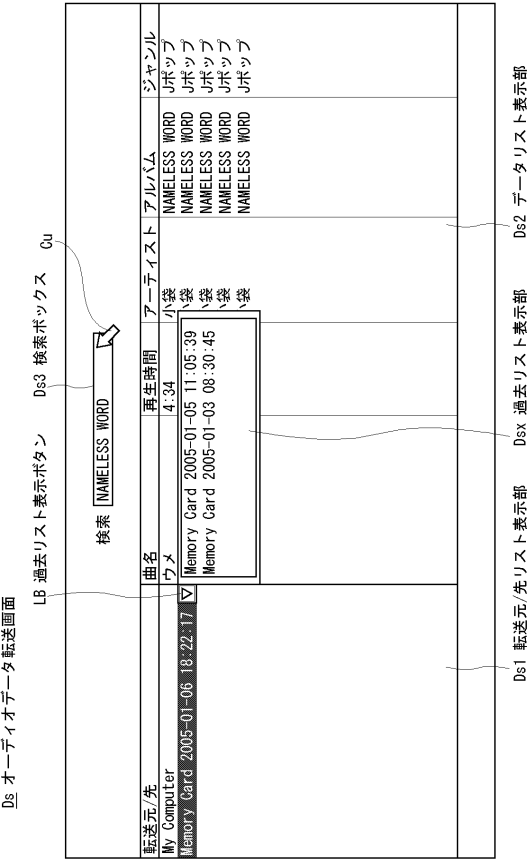 Ds オーディオデータ転送画面
LB 過去リスト表示ボタン
Ds3 検索ボックス
Cu
検索 NAMELESS WORD
転送元/先 曲名 再生時間 アーティスト アルバム ジャンル
My Computer ウメ 4:34 小袋 NAMELESS WORD Jポップ
Memory Card 2005-01-06 18:22:17 ▽ 小袋 NAMELESS WORD Jポップ
Memory Card 2005-01-05 11:05:39 小袋 NAMELESS WORD Jポップ
Memory Card 2005-01-03 08:30:45 小袋 NAMELESS WORD Jポップ
小袋 NAMELESS WORD Jポップ
Ds1 転送元/先リスト表示部
Dsx 過去リスト表示部
Ds2 データリスト表示部